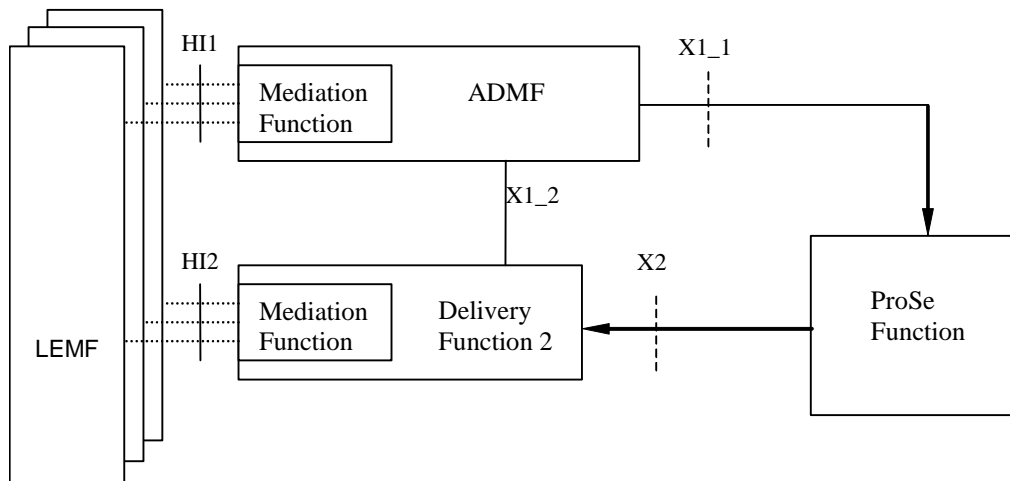 HI1
X1_1
Mediation
Function
ADMF
X1_2
HI2
X2
Mediation
Function
Delivery
Function 2
ProSe
Function
LEMF